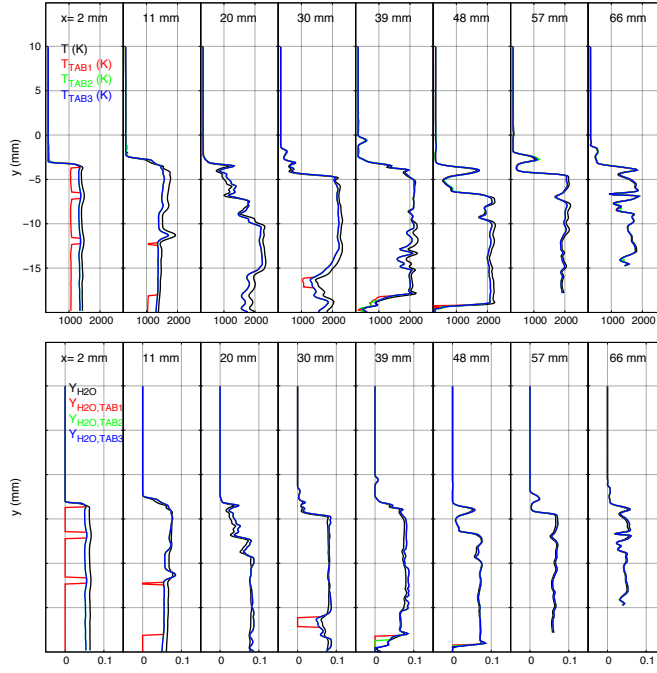 x= 2 mm 11 mm 20 mm 30 mm 39 mm 48 mm 57 mm 66 mm
10
T (K)
T_TAB1 (K)
T_TAB2 (K)
T_TAB3 (K)
5
0
−5
−10
−15
y (mm)
1000 2000 1000 2000 1000 2000 1000 2000 1000 2000 1000 2000 1000 2000 1000 2000
x= 2 mm 11 mm 20 mm 30 mm 39 mm 48 mm 57 mm 66 mm
Y_H2O
Y_H2O,TAB1
Y_H2O,TAB2
Y_H2O,TAB3
y (mm)
0 0.1 0 0.1 0 0.1 0 0.1 0 0.1 0 0.1 0 0.1 0 0.1